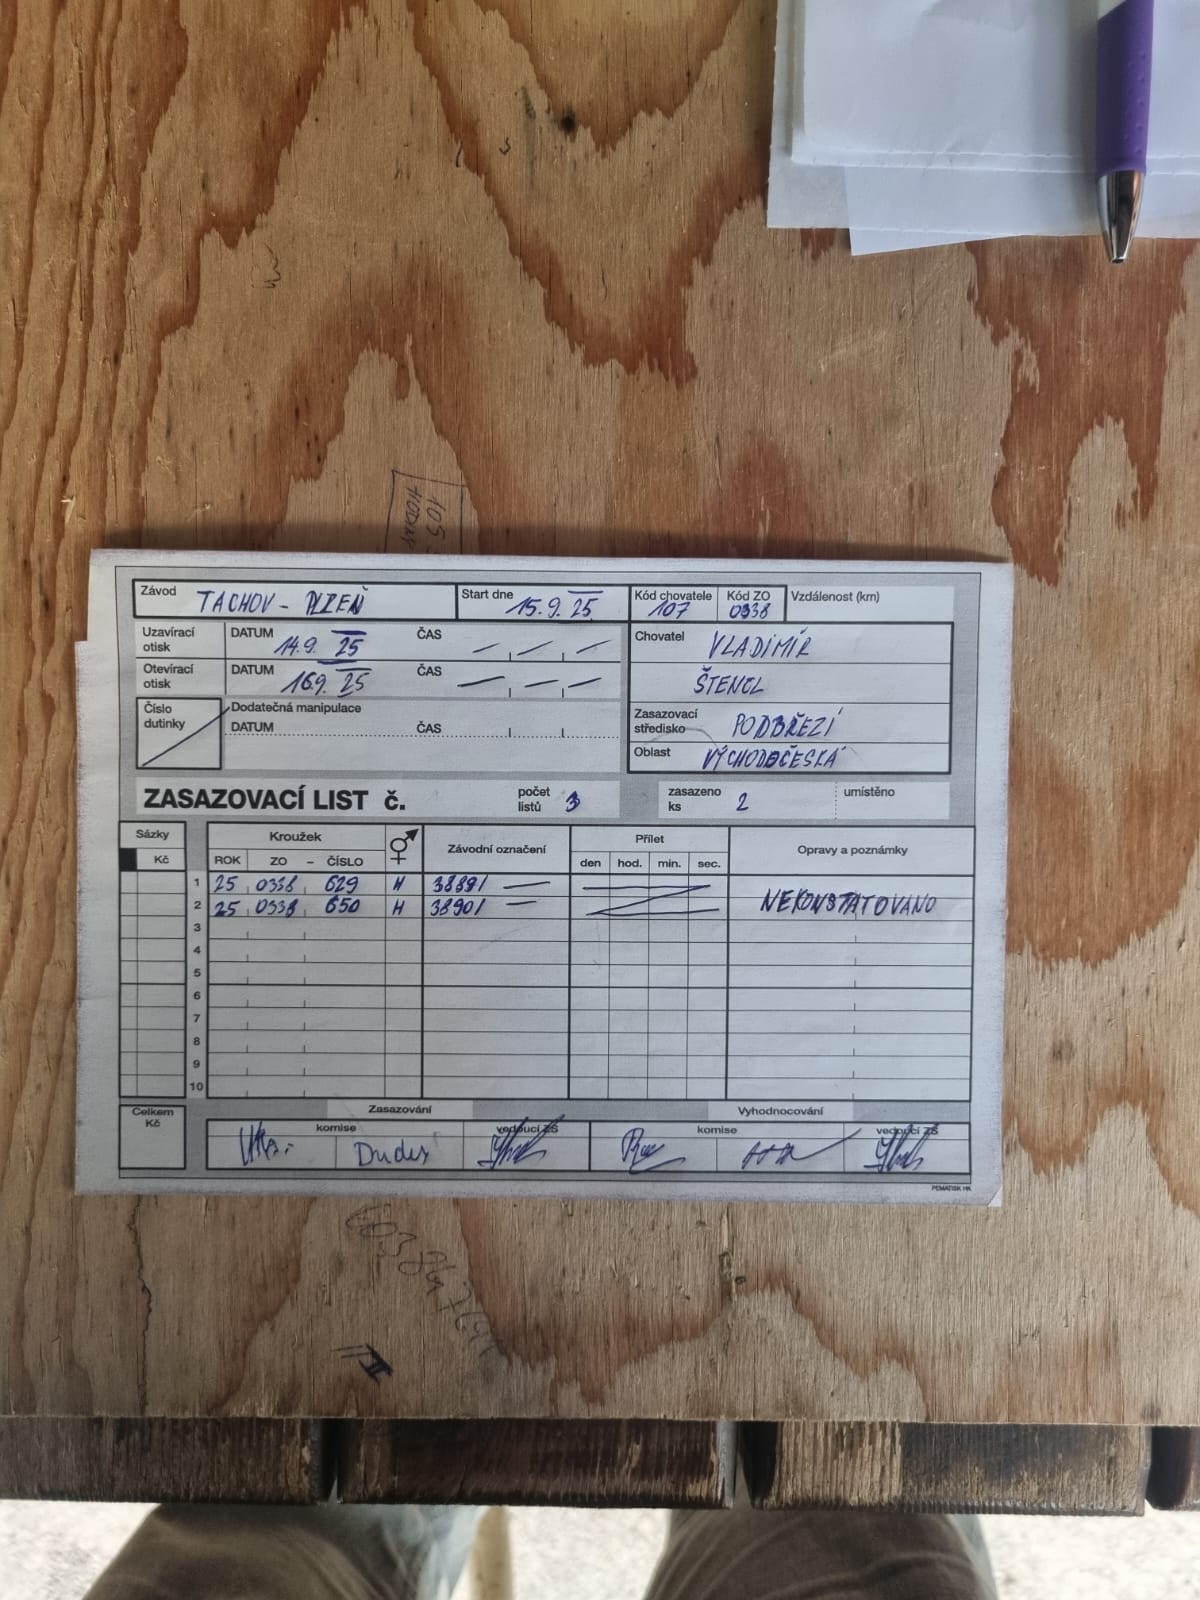 105
HODINY
Závod TACHOV - PLZEŇ Start dne 15.9.25 Kód chovatele 107 Kód ZO 0338 Vzdálenost (km)
Uzavírací otisk DATUM 14.9. 25 ČAS
Otevírací otisk DATUM 16.9. 25 ČAS
Číslo dutinky Dodatečná manipulace
DATUM ČAS
Chovatel VLADIMÍR
ŠTENCL
Zasazovací středisko PODBŘEZÍ
Oblast VÝCHODOČESKÁ
ZASAZOVACÍ LIST č. počet listů 3 zasazeno ks 2 umístěno
Sázky Kroužek Závodní označení Přílet Opravy a poznámky
Kč ROK ZO – ČÍSLO den hod. min. sec.
1 25 0338 629 H 38891 —
2 25 0338 650 H 38901 — NEKONSTATOVANO
3
4
5
6
7
8
9
10
Celkem Kč Zasazování Vyhodnocování
komise vedoucí ZS komise vedoucí ZS
PEMATISK HK
II